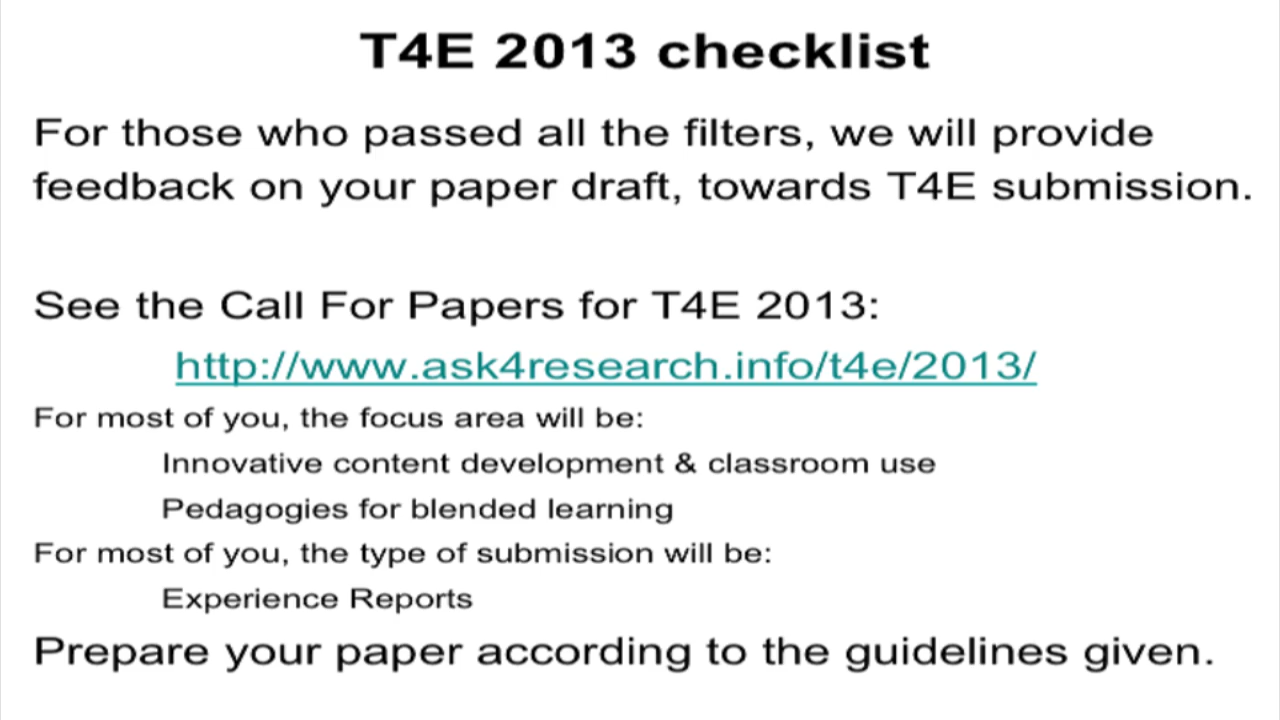 T4E 2013 checklist
For those who passed all the filters, we will provide
feedback on your paper draft, towards T4E submission.
See the Call For Papers for T4E 2013:
http://www.ask4research.info/t4e/2013/
For most of you, the focus area will be:
Innovative content development & classroom use
Pedagogies for blended learning
For most of you, the type of submission will be:
Experience Reports
Prepare your paper according to the guidelines given.